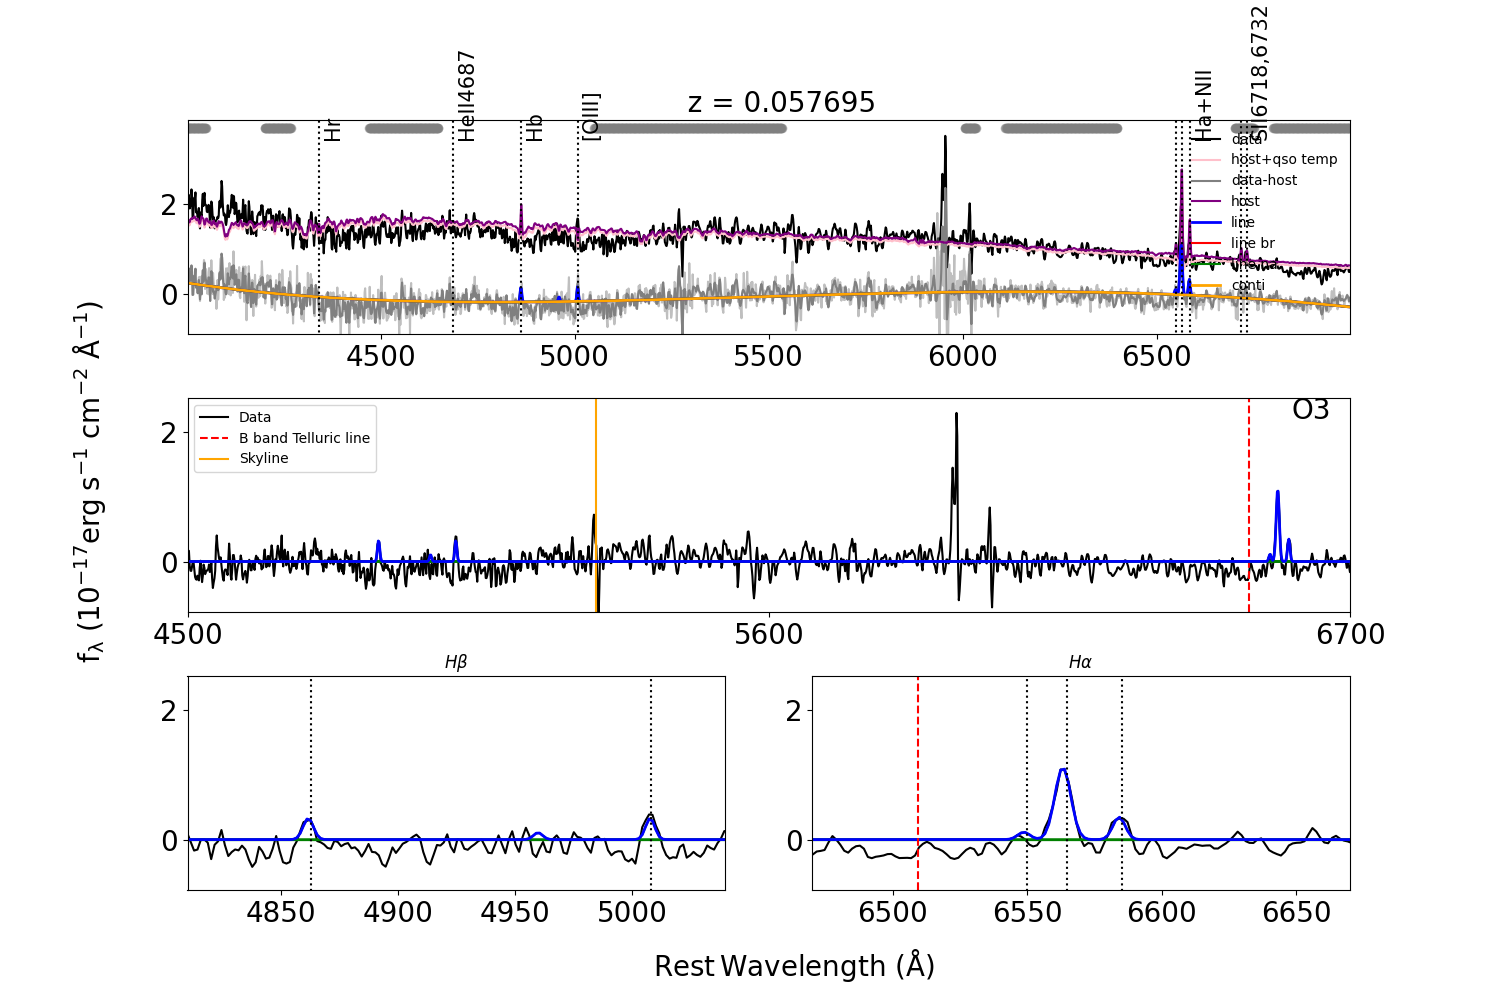 z = 0.057695
Hr
HeII4687
Hb
[OIII]
Ha+NII
SII6718,6732
data
host+qso temp
data-host
host
line
line br
conti
2
0
4500
5000
5500
6000
6500
fλ (10−17erg s−1 cm−2 Å−1)
O3
Data
B band Telluric line
Skyline
2
0
4500
5600
6700
Hβ
2
0
4850
4900
4950
5000
Hα
2
0
6500
6550
6600
6650
Rest Wavelength (Å)